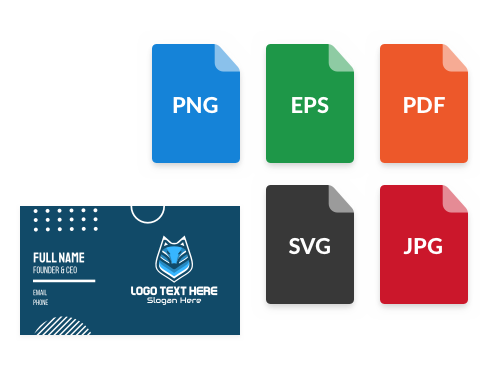 PNG
EPS
PDF
SVG
JPG
FULL NAME
FOUNDER & CEO
EMAIL
PHONE
LOGO TEXT HERE
Slogan Here